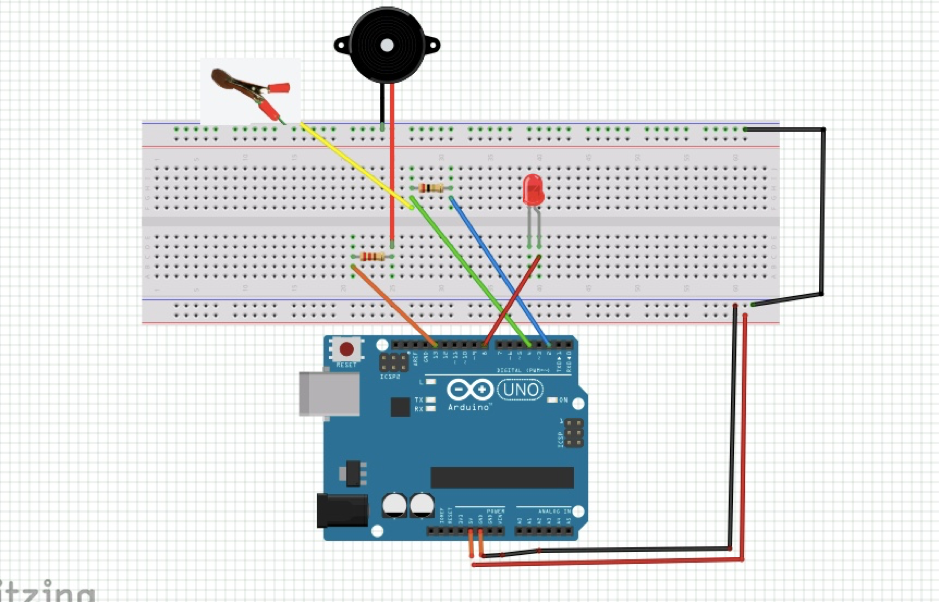 RESET
ICSP2
AREF
GND
13
12
~11
~10
~9
8
7
~6
~5
4
~3
2
TX→1
RX←0
DIGITAL (PWM~)
L
TX
RX
UNO
Arduino™
ON
ICSP
1
POWER
ANALOG IN
IOREF
RESET
3V3
5V
GND
GND
VIN
A0
A1
A2
A3
A4
A5
itzing